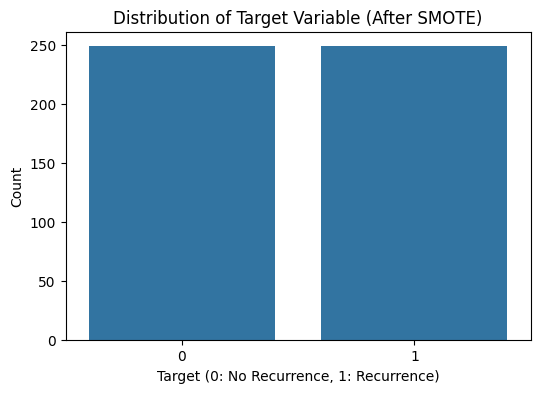 Distribution of Target Variable (After SMOTE)
250
200
150
100
50
0
Count
0
1
Target (0: No Recurrence, 1: Recurrence)